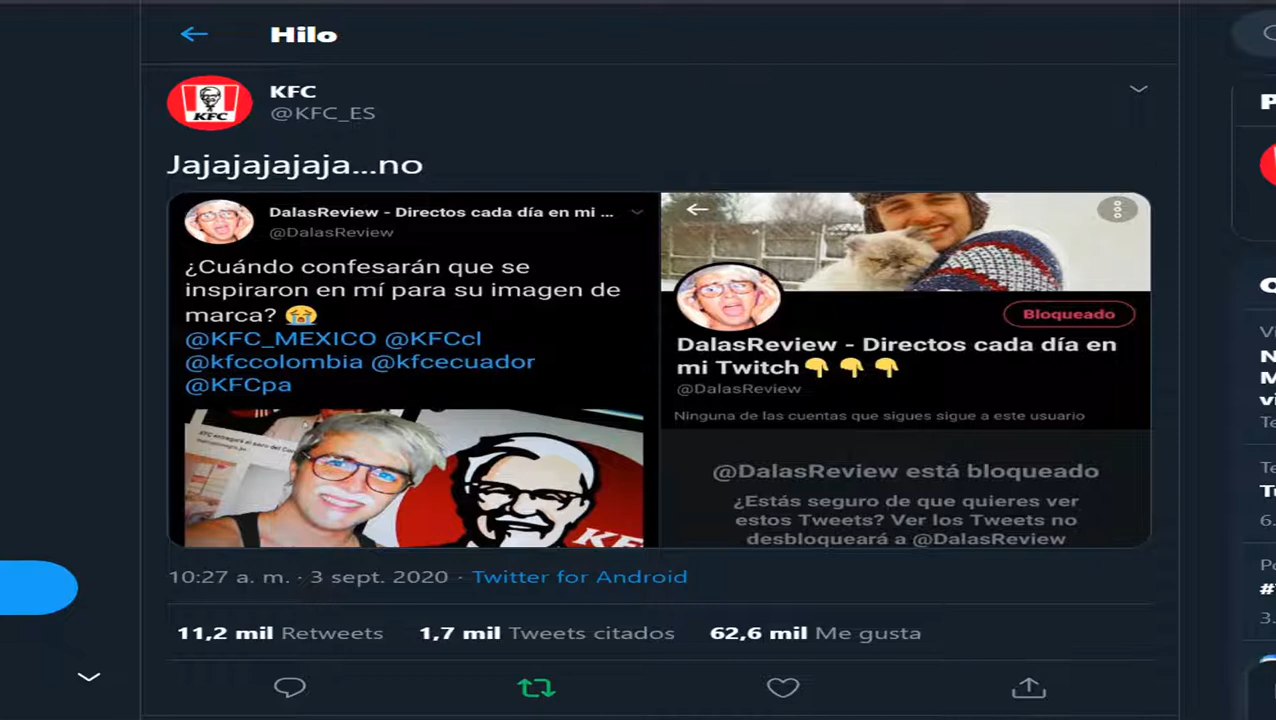 Hilo
KFC
@KFC_ES
Jajajajajaja...no
DalasReview - Directos cada día en mi ...
@DalasReview
¿Cuándo confesarán que se
inspiraron en mí para su imagen de
marca? 😭
@KFC_MEXICO @KFCcl
@kfccolombia @kfcecuador
@KFCpa
KFC
Bloqueado
DalasReview - Directos cada día en
mi Twitch👇👇👇
@DalasReview
Ninguna de las cuentas que sigues sigue a este usuario
@DalasReview está bloqueado
¿Estás seguro de que quieres ver
estos Tweets? Ver los Tweets no
desbloqueará a @DalasReview
10:27 a. m. · 3 sept. 2020 · Twitter for Android
11,2 mil Retweets 1,7 mil Tweets citados 62,6 mil Me gusta